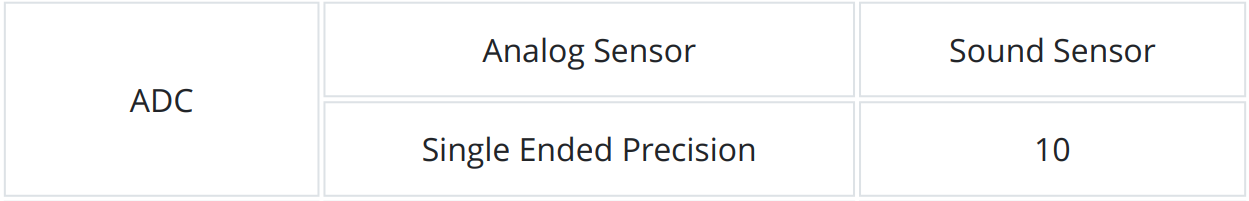 ADC
Analog Sensor
Sound Sensor
Single Ended Precision
10